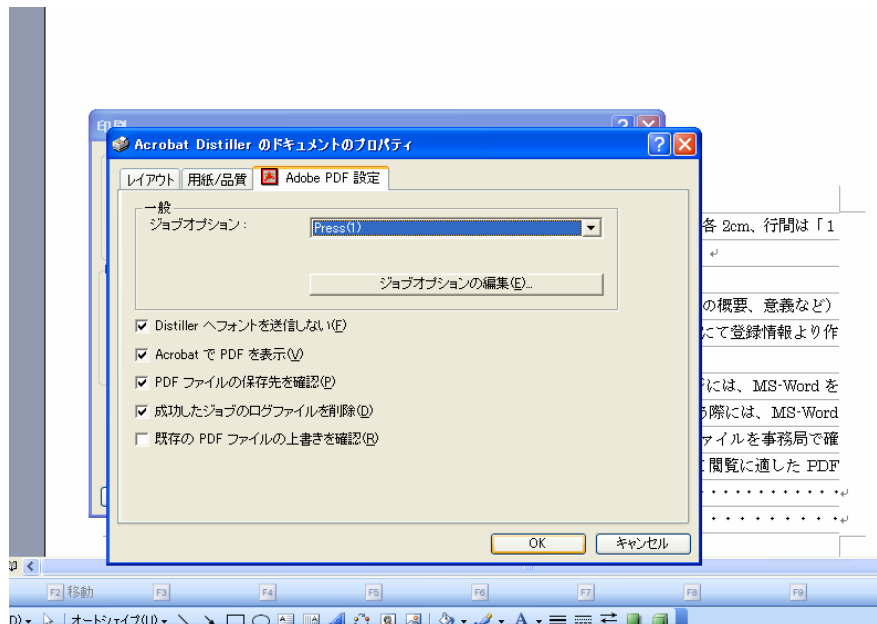 印刷
Acrobat Distiller のドキュメントのプロパティ
レイアウト 用紙/品質 Adobe PDF 設定
一般
ジョブオプション: Press(1)
ジョブオプションの編集(E)...
Distiller へフォントを送信しない(F)
Acrobat で PDF を表示(V)
PDF ファイルの保存先を確認(P)
成功したジョブのログファイルを削除(D)
既存の PDF ファイルの上書きを確認(R)
OK キャンセル
各 2cm、行間は「1
の概要、意義など)
にて登録情報より作
には、MS-Word を
際には、MS-Word
ァイルを事務局で確
閲覧に適した PDF
F2 移動 F3 F4 F5 F6 F7 F8 F9
D) オートシェイプ(U)